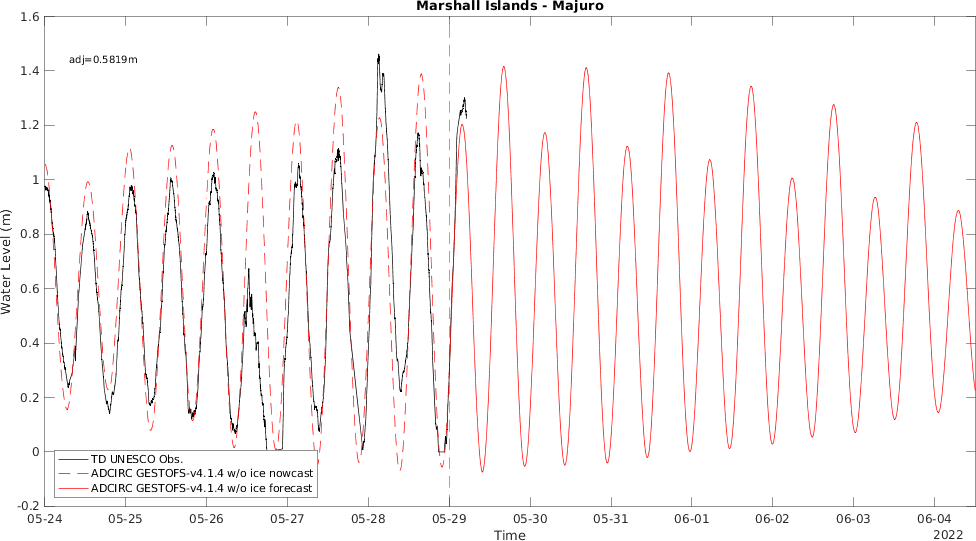 Marshall Islands - Majuro
adj=0.5819m
1.6
1.4
1.2
1
0.8
0.6
0.4
0.2
0
-0.2
Water Level (m)
TD UNESCO Obs.
ADCIRC GESTOFS-v4.1.4 w/o ice nowcast
ADCIRC GESTOFS-v4.1.4 w/o ice forecast
05-24 05-25 05-26 05-27 05-28 05-29 05-30 05-31 06-01 06-02 06-03 06-04
Time
2022